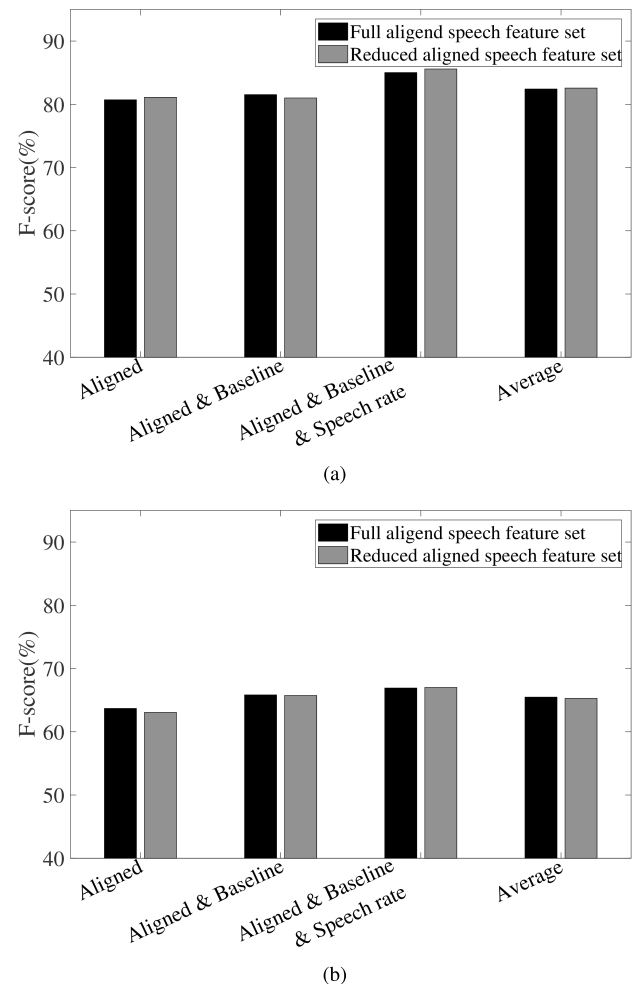 Full aligend speech feature set
Reduced aligned speech feature set
90
80
70
60
50
40
F-score(%)
Aligned
Aligned & Baseline
Aligned & Baseline
& Speech rate
Average
(a)
Full aligend speech feature set
Reduced aligned speech feature set
90
80
70
60
50
40
F-score(%)
Aligned
Aligned & Baseline
Aligned & Baseline
& Speech rate
Average
(b)